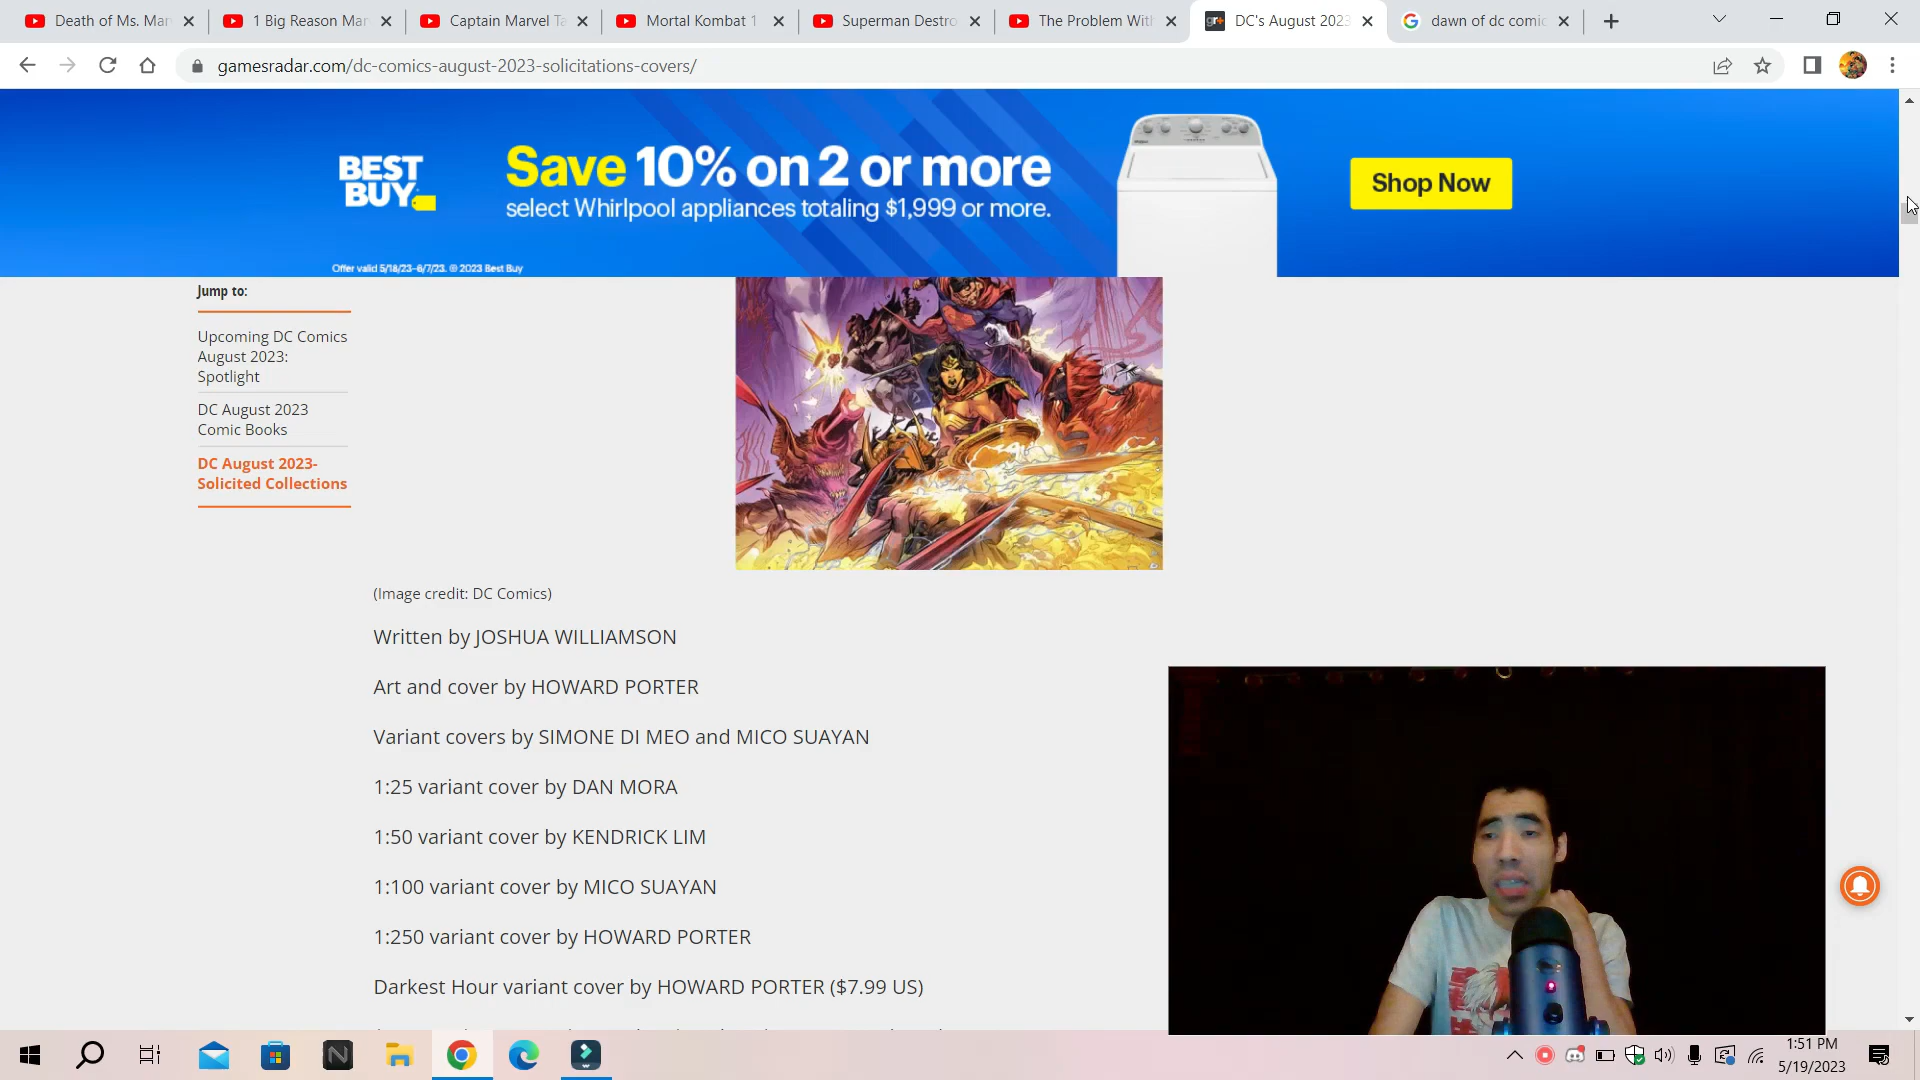 Death of Ms. Mar
1 Big Reason Mar
Captain Marvel Ta
Mortal Kombat 1
Superman Destro
The Problem With
DC's August 2023
dawn of dc comic
gamesradar.com/dc-comics-august-2023-solicitations-covers/
BEST
BUY
Save 10% on 2 or more
select Whirlpool appliances totaling $1,999 or more.
Shop Now
Offer valid 5/18/23–6/7/23. © 2023 Best Buy
Jump to:
Upcoming DC Comics
August 2023:
Spotlight
DC August 2023
Comic Books
DC August 2023-
Solicited Collections
(Image credit: DC Comics)
Written by JOSHUA WILLIAMSON
Art and cover by HOWARD PORTER
Variant covers by SIMONE DI MEO and MICO SUAYAN
1:25 variant cover by DAN MORA
1:50 variant cover by KENDRICK LIM
1:100 variant cover by MICO SUAYAN
1:250 variant cover by HOWARD PORTER
Darkest Hour variant cover by HOWARD PORTER ($7.99 US)
1:51 PM
5/19/2023